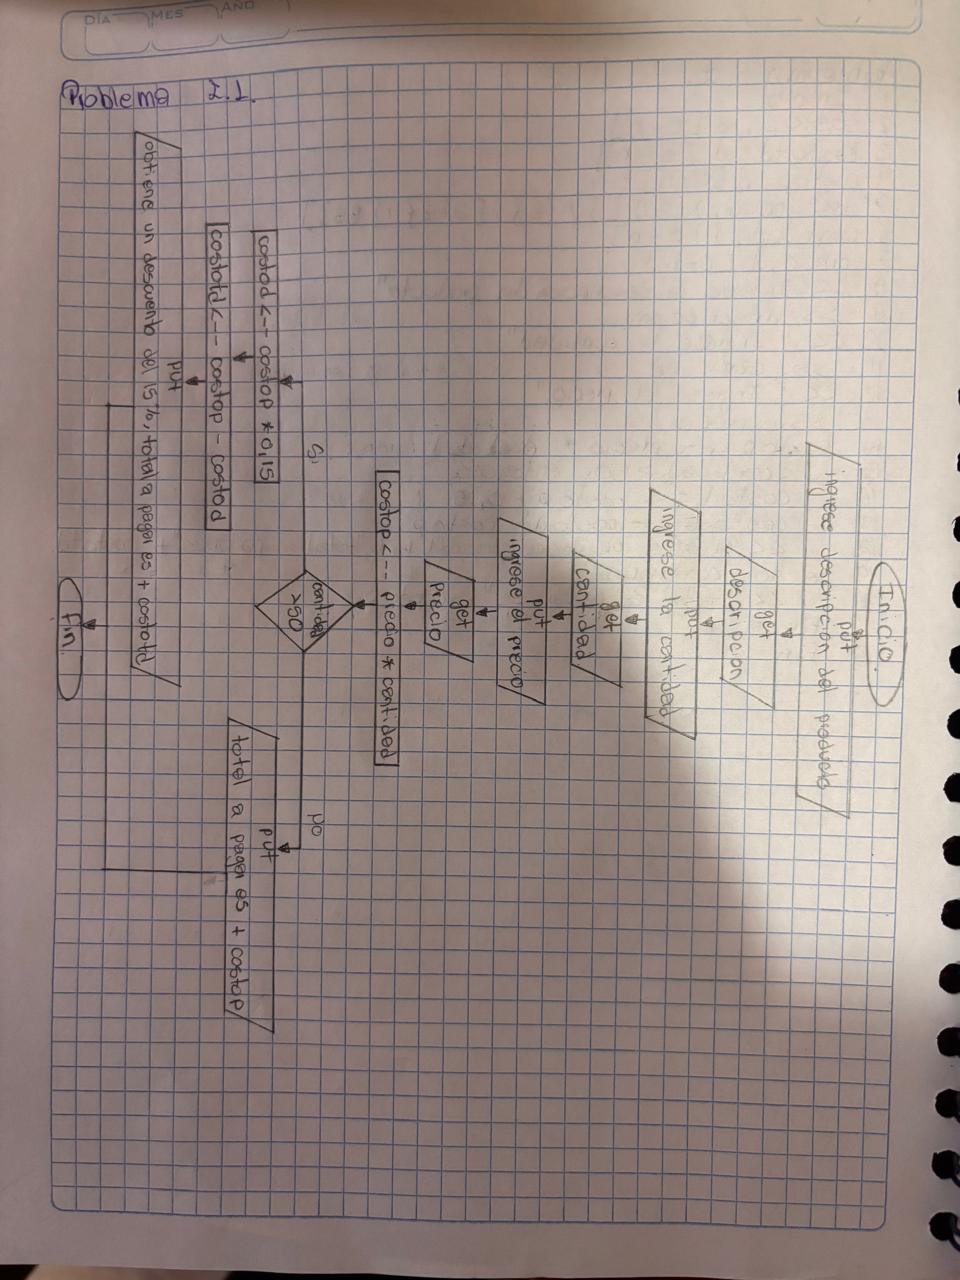 DÍA MES AÑO
Problema 2.1.
Inicio.
put
ingrese descripcion del producto
get
descripcion
put
ingrese la cantidad
get
cantidad
put
ingrese el precio
get
precio
costop <-- precio * cantidad
cantidad
>50
Si
no
costod <-- costop * 0,15
costotd <-- costop - costod
put
obtiene un descuento del 15%, total a pagar es + costotd
put
total a pagar es + costop
fin.